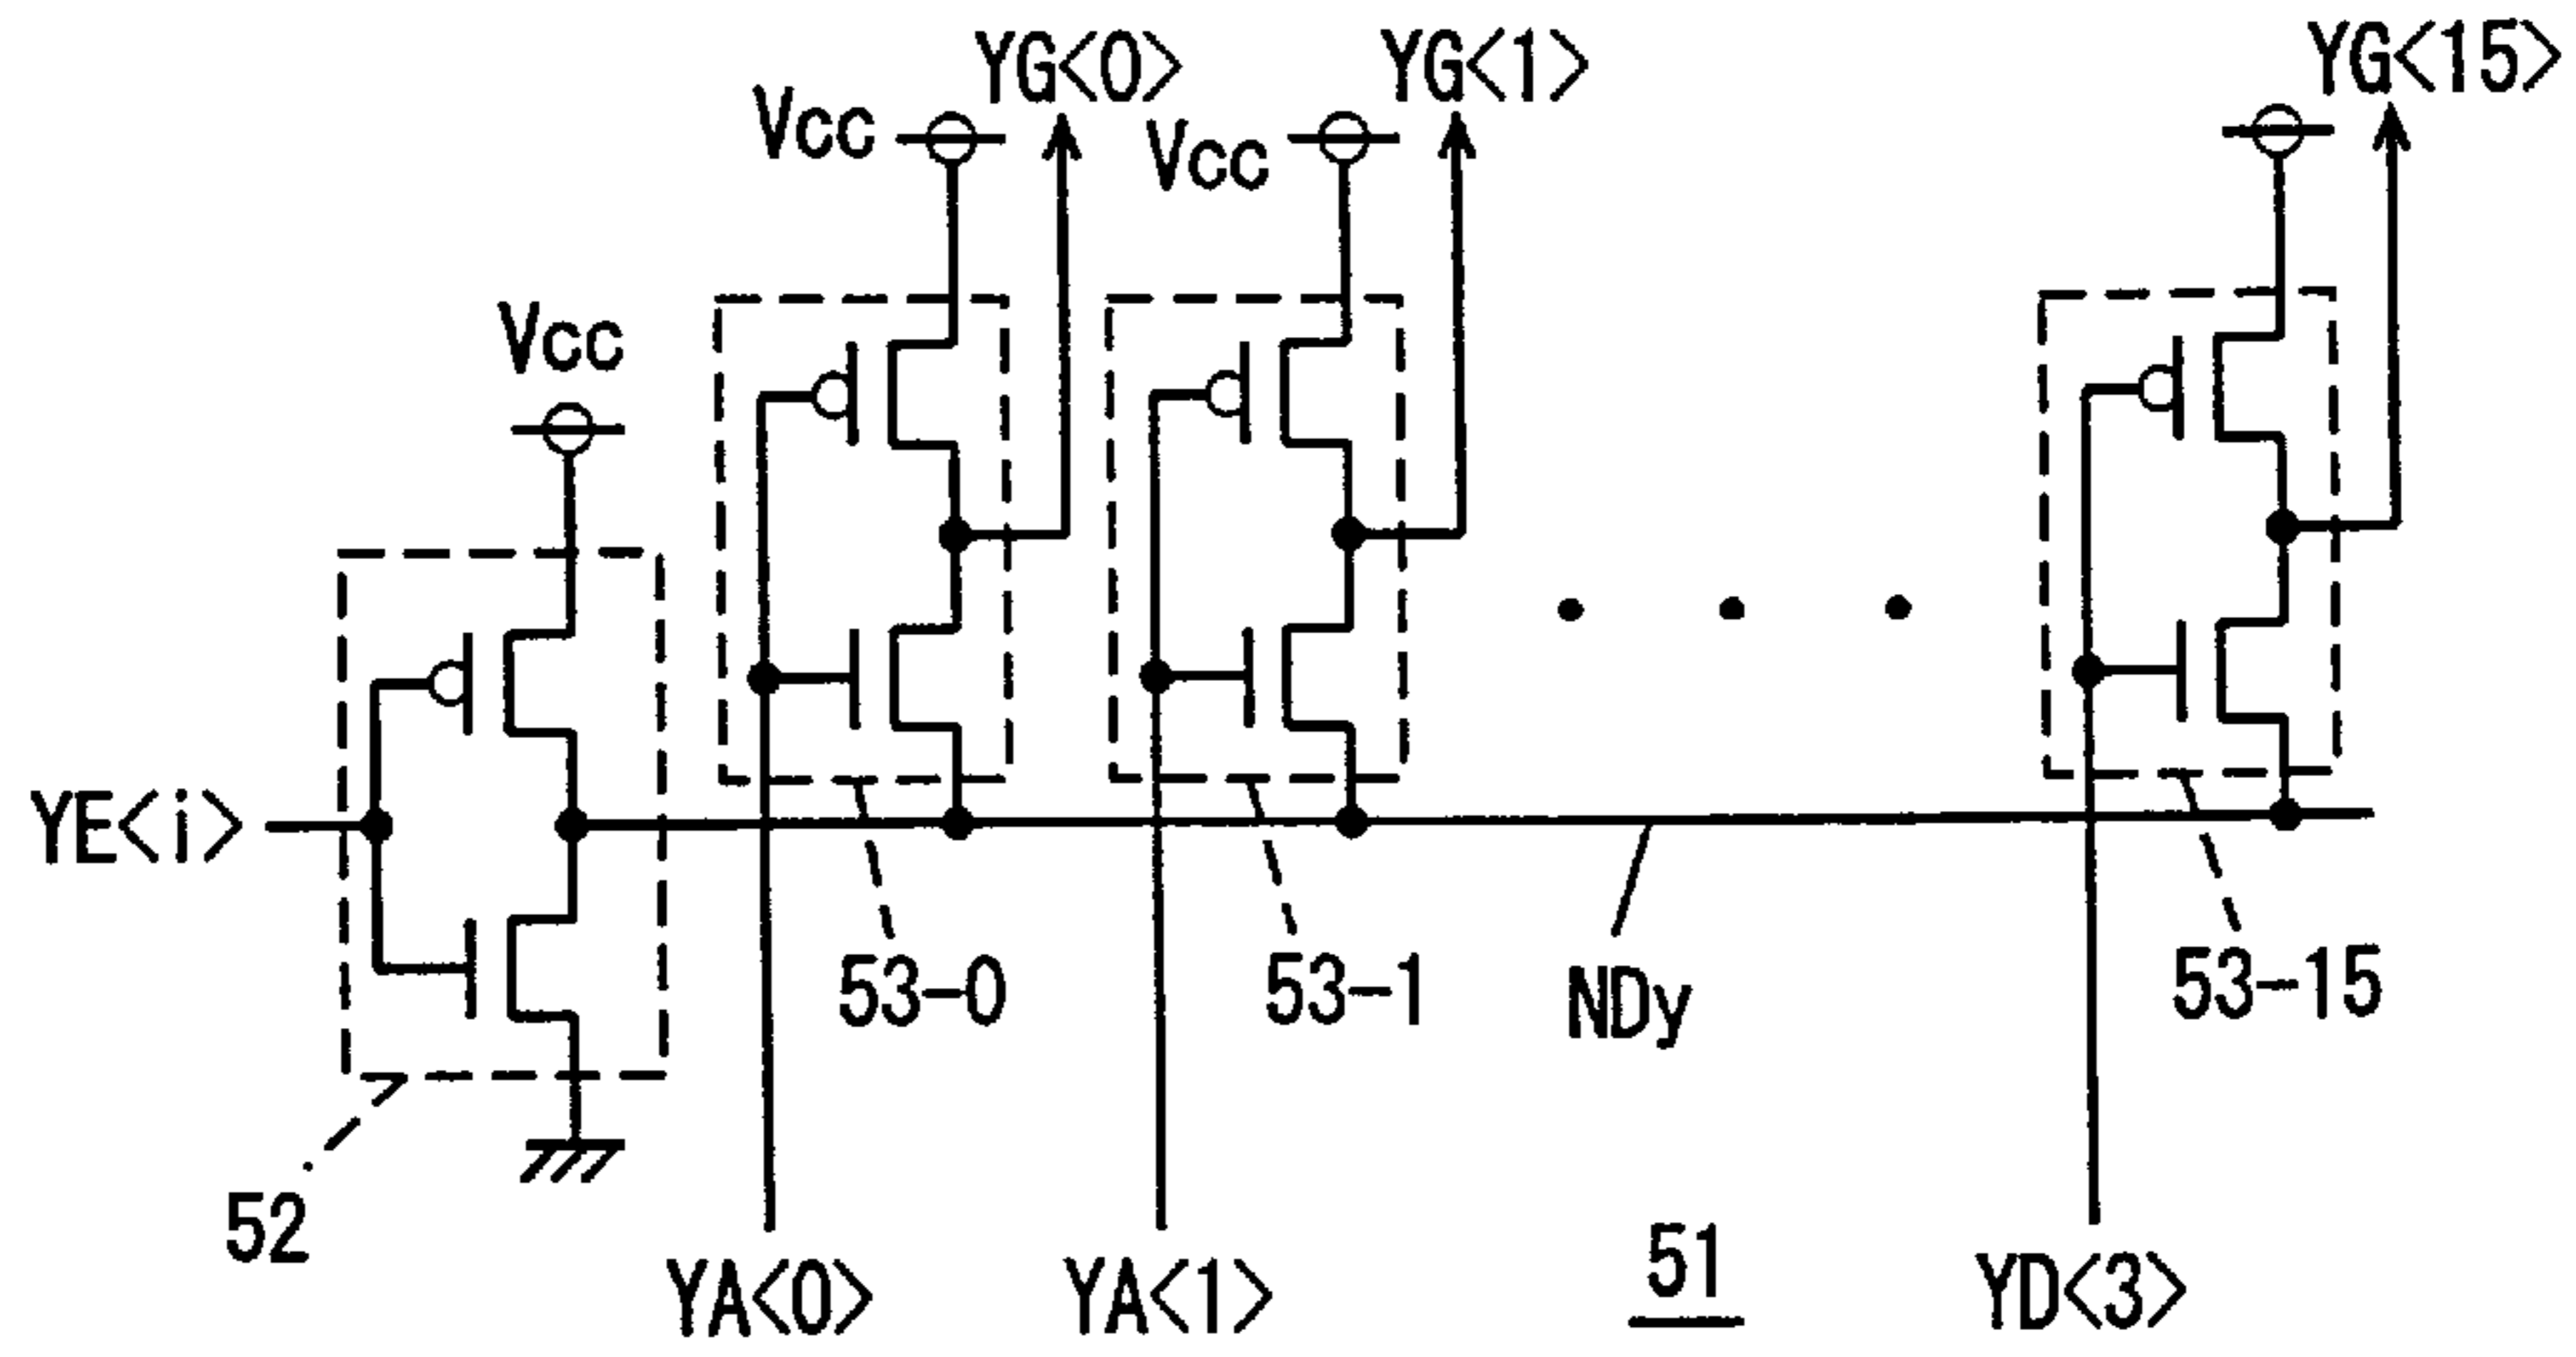 YG<0>
YG<1>
YG<15>
Vcc
Vcc
Vcc
YE<i>
53-0
53-1
NDy
53-15
52
YA<0>
YA<1>
51
YD<3>